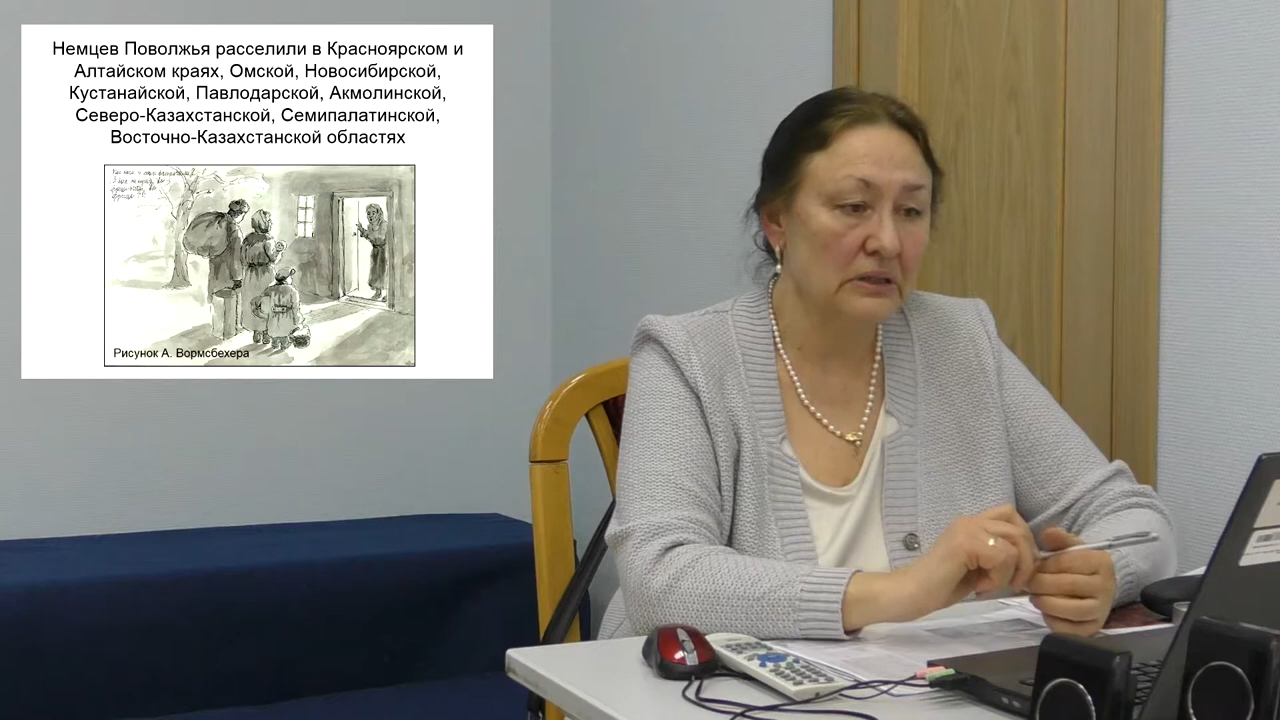 Немцев Поволжья расселили в Красноярском и
Алтайском краях, Омской, Новосибирской,
Кустанайской, Павлодарской, Акмолинской,
Северо-Казахстанской, Семипалатинской,
Восточно-Казахстанской областях
Рисунок А. Вормсбехера